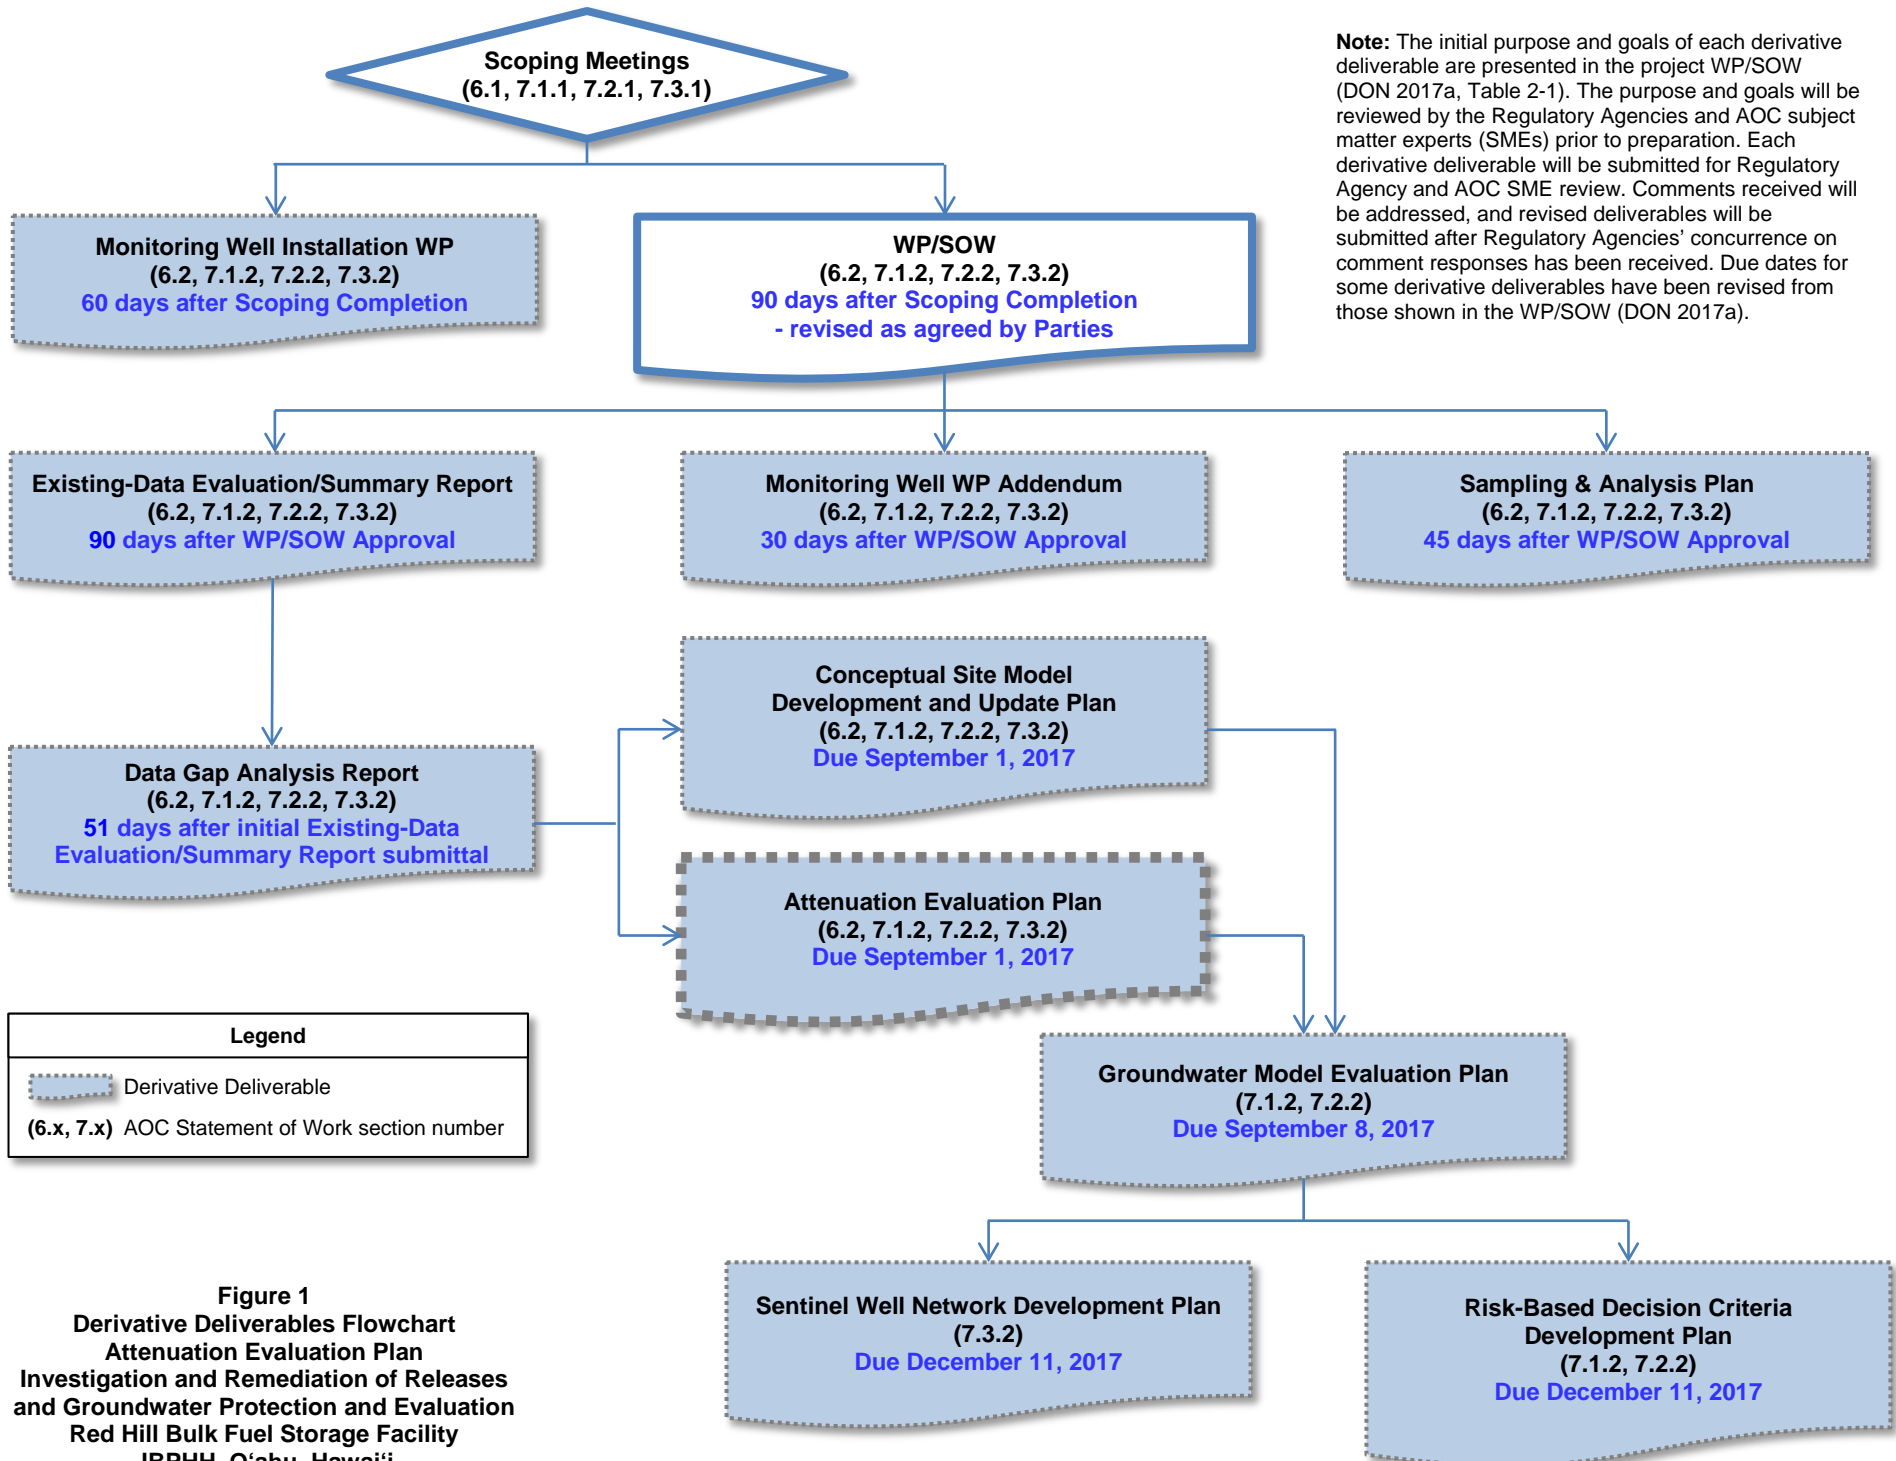 Scoping Meetings
(6.1, 7.1.1, 7.2.1, 7.3.1)
Note: The initial purpose and goals of each derivative
deliverable are presented in the project WP/SOW
(DON 2017a, Table 2-1). The purpose and goals will be
reviewed by the Regulatory Agencies and AOC subject
matter experts (SMEs) prior to preparation. Each
derivative deliverable will be submitted for Regulatory
Agency and AOC SME review. Comments received will
be addressed, and revised deliverables will be
submitted after Regulatory Agencies’ concurrence on
comment responses has been received. Due dates for
some derivative deliverables have been revised from
those shown in the WP/SOW (DON 2017a).
Monitoring Well Installation WP
(6.2, 7.1.2, 7.2.2, 7.3.2)
60 days after Scoping Completion
WP/SOW
(6.2, 7.1.2, 7.2.2, 7.3.2)
90 days after Scoping Completion
- revised as agreed by Parties
Existing-Data Evaluation/Summary Report
(6.2, 7.1.2, 7.2.2, 7.3.2)
90 days after WP/SOW Approval
Monitoring Well WP Addendum
(6.2, 7.1.2, 7.2.2, 7.3.2)
30 days after WP/SOW Approval
Sampling & Analysis Plan
(6.2, 7.1.2, 7.2.2, 7.3.2)
45 days after WP/SOW Approval
Conceptual Site Model
Development and Update Plan
(6.2, 7.1.2, 7.2.2, 7.3.2)
Due September 1, 2017
Data Gap Analysis Report
(6.2, 7.1.2, 7.2.2, 7.3.2)
51 days after initial Existing-Data
Evaluation/Summary Report submittal
Attenuation Evaluation Plan
(6.2, 7.1.2, 7.2.2, 7.3.2)
Due September 1, 2017
Legend
Derivative Deliverable
(6.x, 7.x) AOC Statement of Work section number
Groundwater Model Evaluation Plan
(7.1.2, 7.2.2)
Due September 8, 2017
Sentinel Well Network Development Plan
(7.3.2)
Due December 11, 2017
Risk-Based Decision Criteria
Development Plan
(7.1.2, 7.2.2)
Due December 11, 2017
Figure 1
Derivative Deliverables Flowchart
Attenuation Evaluation Plan
Investigation and Remediation of Releases
and Groundwater Protection and Evaluation
Red Hill Bulk Fuel Storage Facility
JBPHH, O‘ahu, Hawai‘i